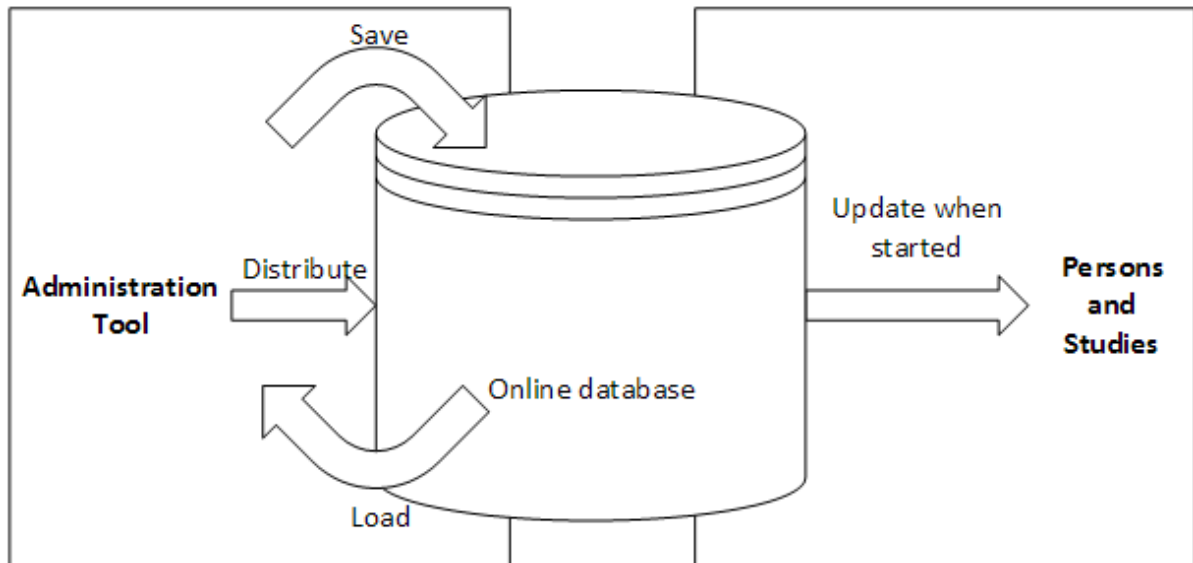 Save
Update when
started
Distribute
Administration
Tool
Persons
and
Studies
Online database
Load